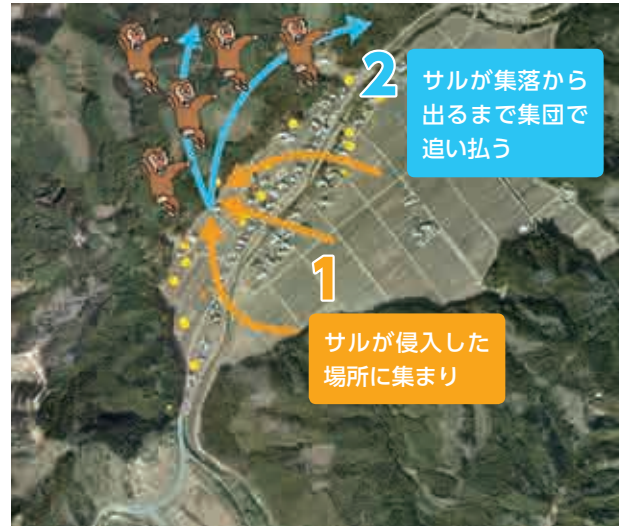 2
サルが集落から
出るまで集団で
追い払う
1
サルが侵入した
場所に集まり